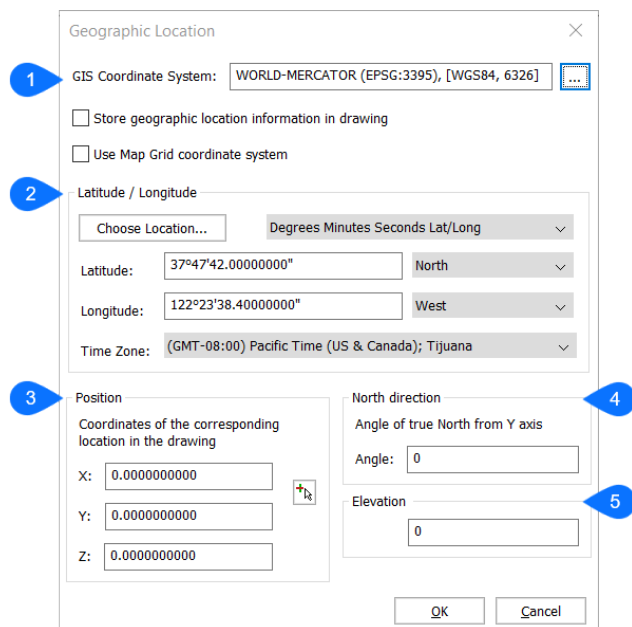 Geographic Location
1
GIS Coordinate System:
WORLD-MERCATOR (EPSG:3395), [WGS84, 6326]
...
Store geographic location information in drawing
Use Map Grid coordinate system
2
Latitude / Longitude
Choose Location...
Degrees Minutes Seconds Lat/Long
Latitude:
37º47'42.00000000"
North
Longitude:
122º23'38.40000000"
West
Time Zone:
(GMT-08:00) Pacific Time (US & Canada); Tijuana
3
Position
Coordinates of the corresponding
location in the drawing
X:
0.0000000000
Y:
0.0000000000
Z:
0.0000000000
North direction
4
Angle of true North from Y axis
Angle:
0
Elevation
5
0
OK
Cancel